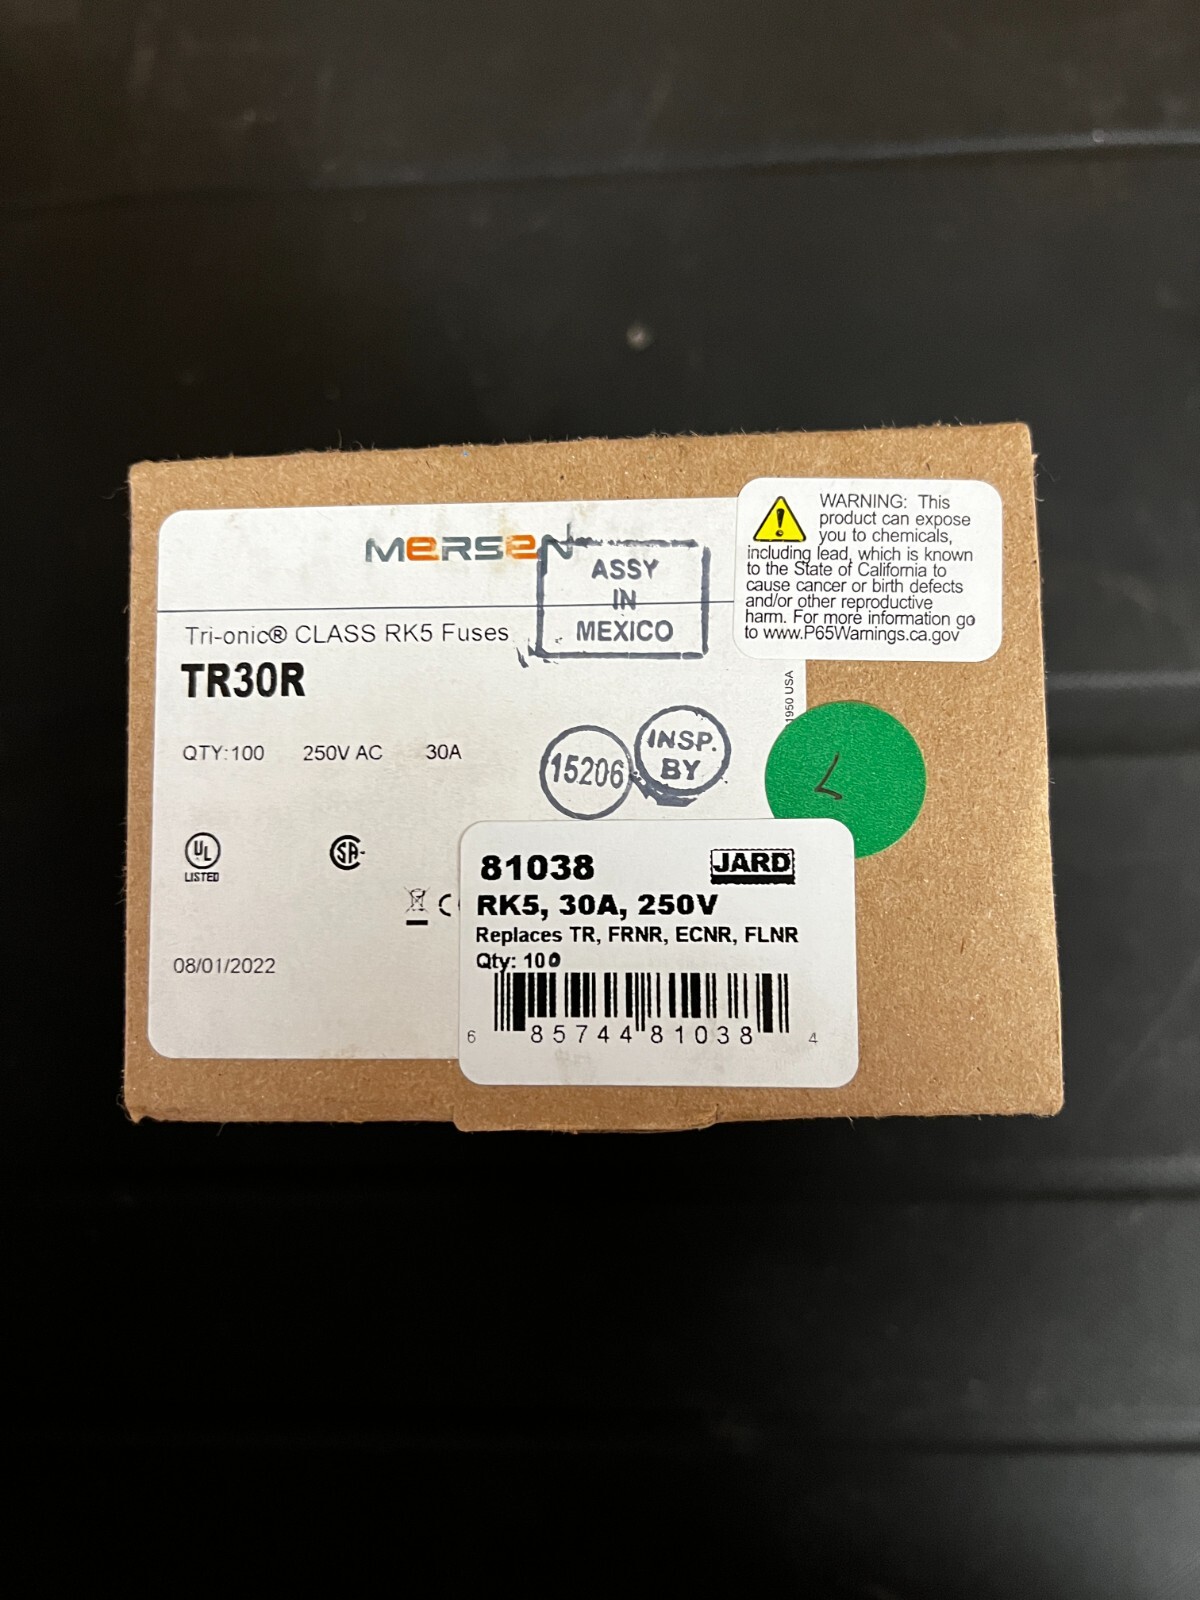 MERSEN
ASSY
IN
MEXICO
Tri-onic® CLASS RK5 Fuses
TR30R
QTY:100 250V AC 30A
15206
INSP.
BY
UL
LISTED
SA
C
08/01/2022
1950 USA
WARNING: This
product can expose
you to chemicals,
including lead, which is known
to the State of California to
cause cancer or birth defects
and/or other reproductive
harm. For more information go
to www.P65Warnings.ca.gov
81038 JARD
RK5, 30A, 250V
Replaces TR, FRNR, ECNR, FLNR
Qty: 100
6 85744 81038 4